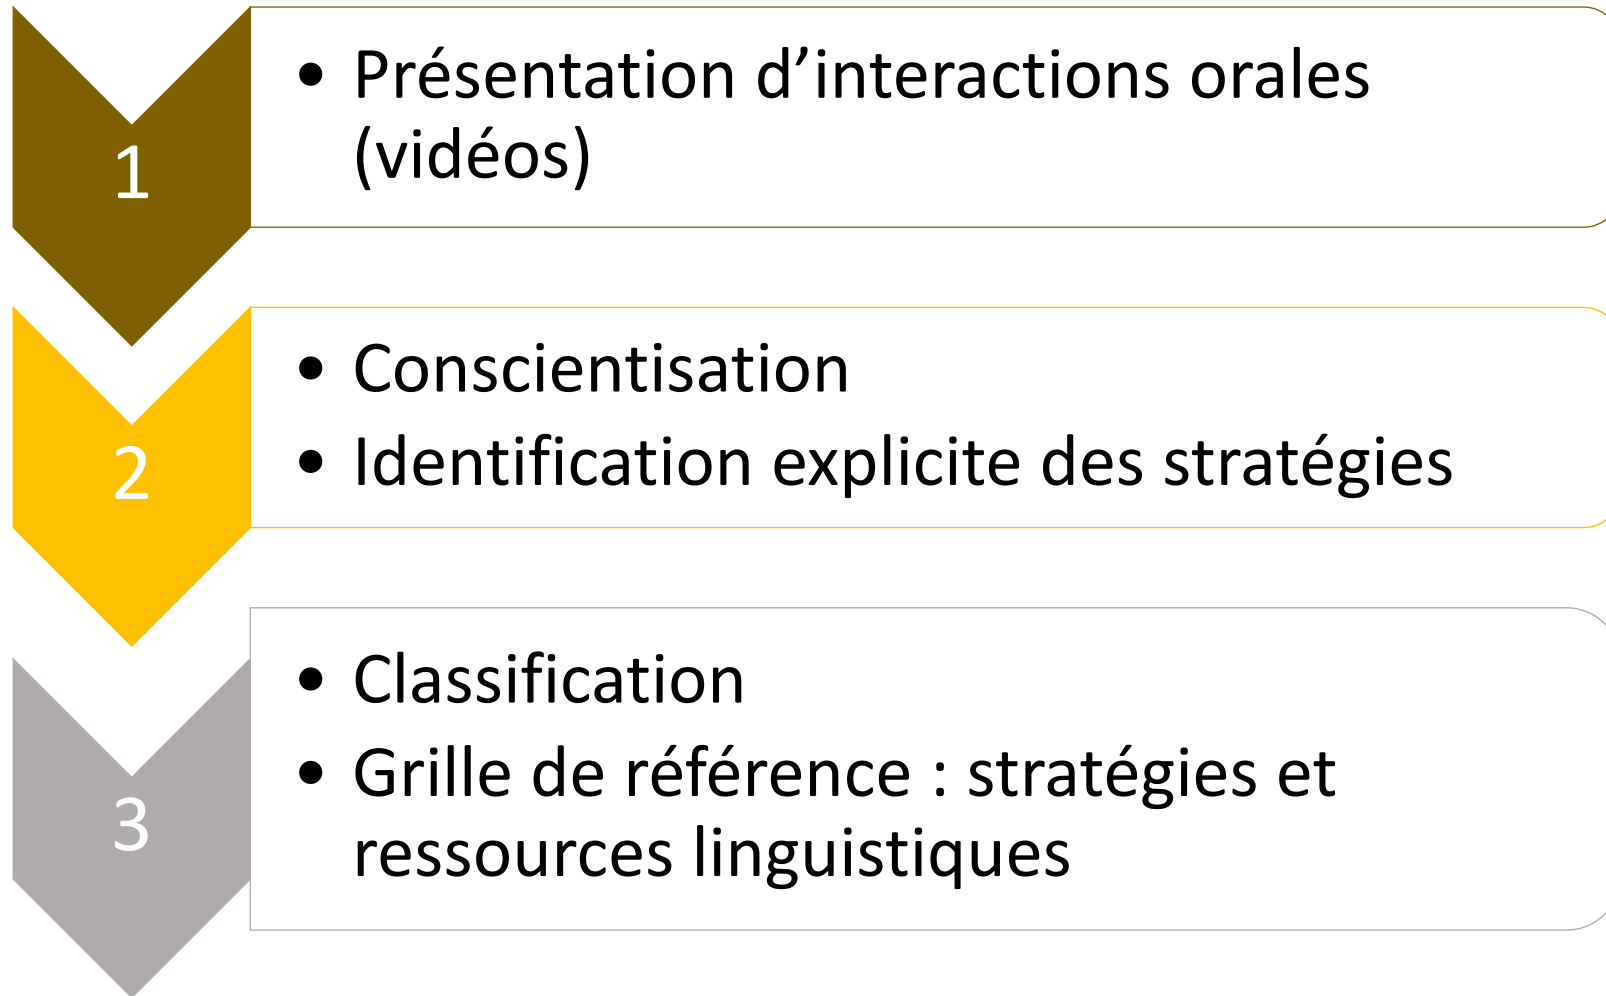 1
• Présentation d’interactions orales
(vidéos)
2
• Conscientisation
• Identification explicite des stratégies
3
• Classification
• Grille de référence : stratégies et
ressources linguistiques